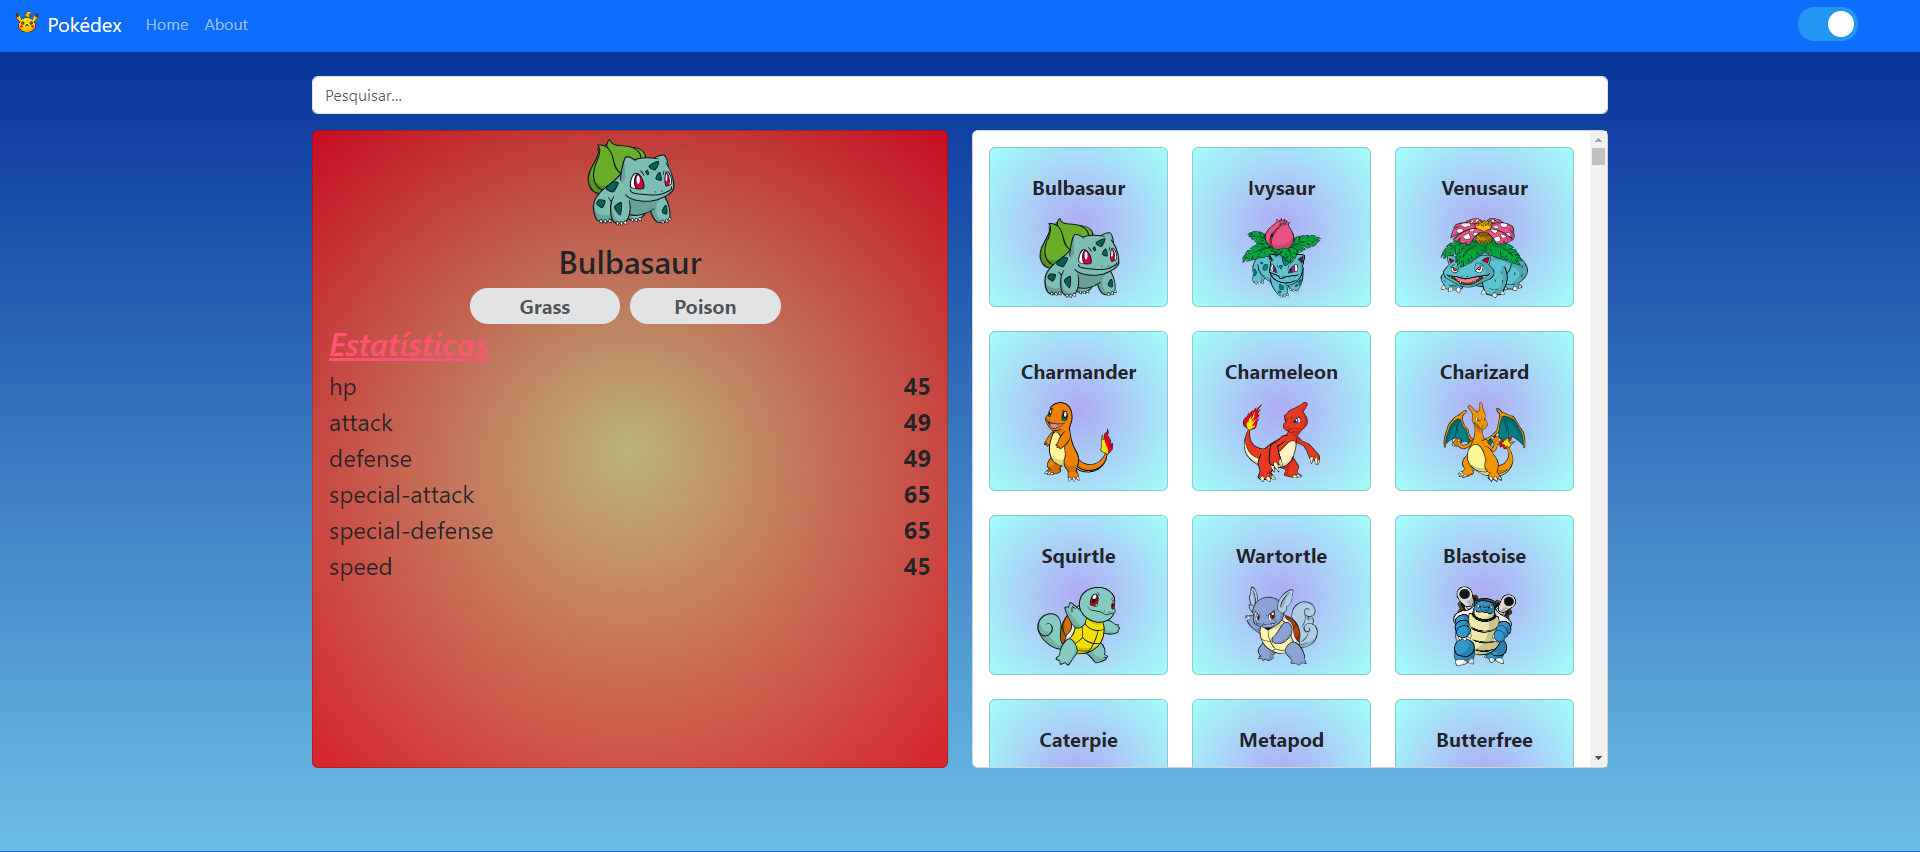 Pokédex Home About
Pesquisar...
Bulbasaur
Grass Poison
Estatísticas
hp 45
attack 49
defense 49
special-attack 65
special-defense 65
speed 45
Bulbasaur Ivysaur Venusaur
Charmander Charmeleon Charizard
Squirtle Wartortle Blastoise
Caterpie Metapod Butterfree